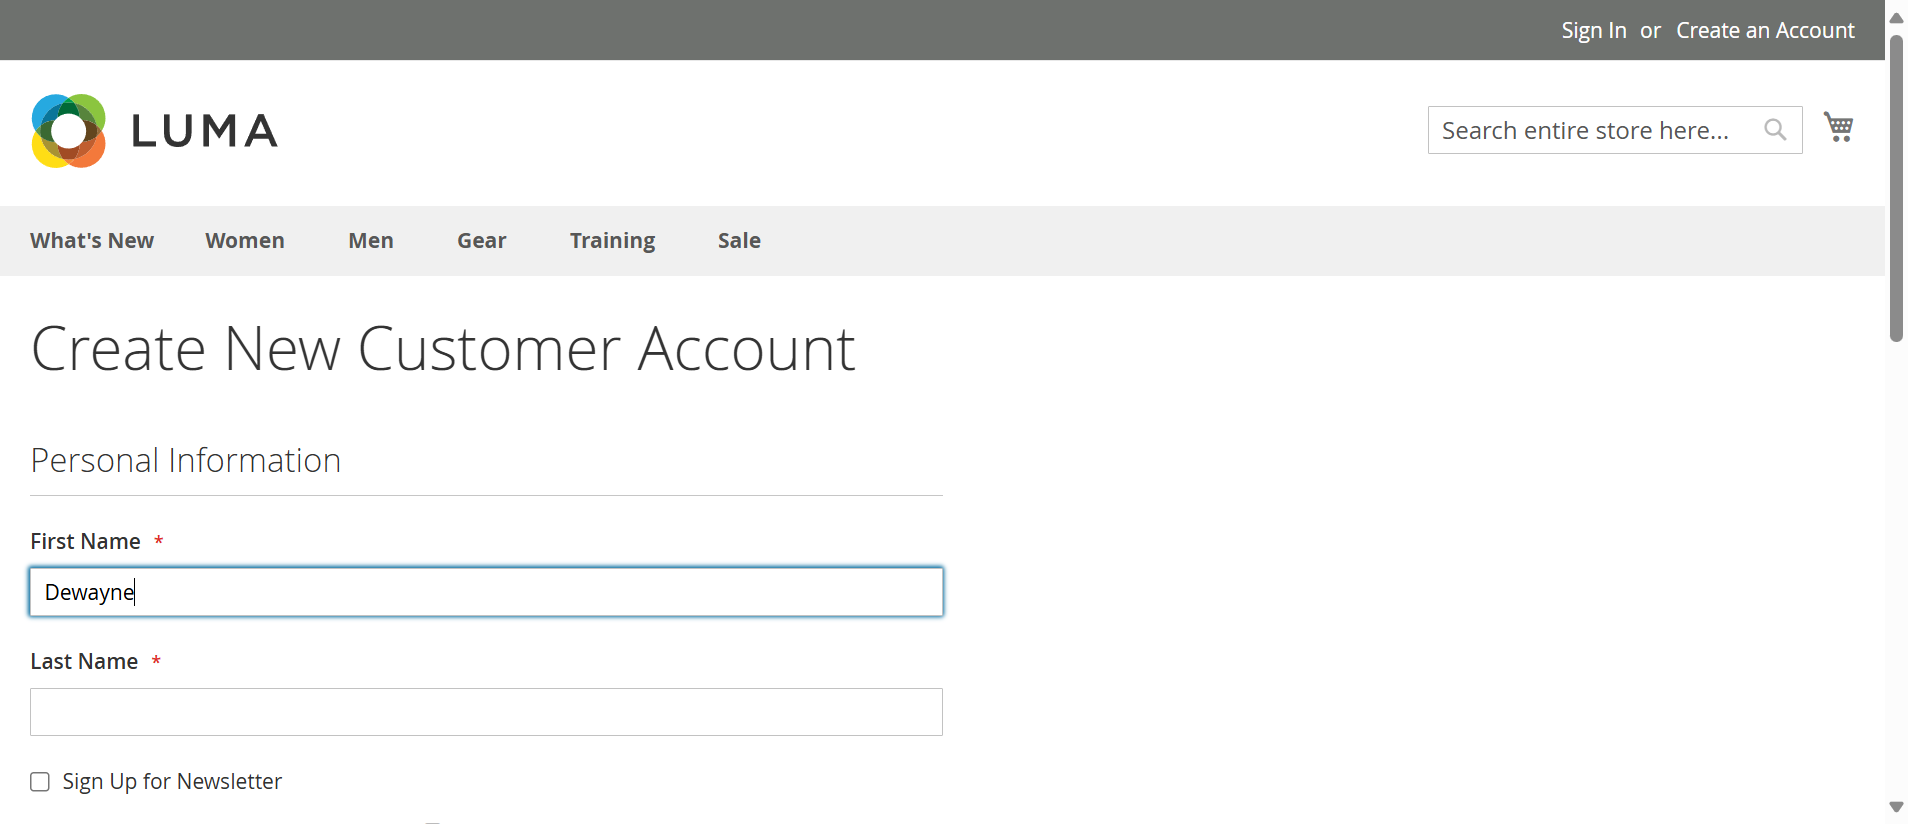 Sign In or Create an Account
LUMA
Search entire store here...
What's New Women Men Gear Training Sale
Create New Customer Account
Personal Information
First Name *
Dewayne
Last Name *
Sign Up for Newsletter